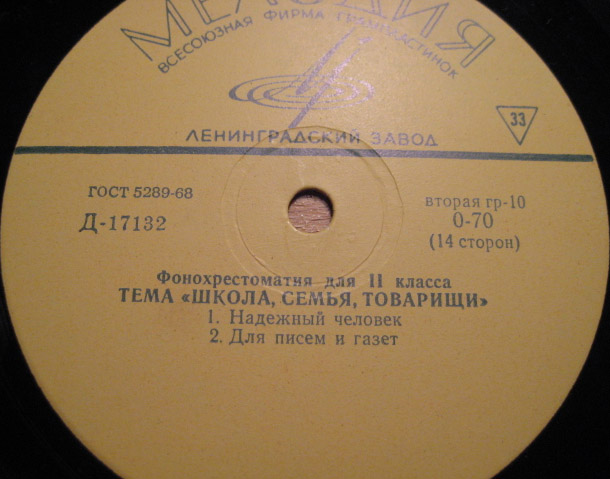 МЕЛОДИЯ
ВСЕСОЮЗНАЯ ФИРМА ГРАМПЛАСТИНОК
ЛЕНИНГРАДСКИЙ ЗАВОД
33
ГОСТ 5289-68
Д-17132
вторая гр-10
0-70
(14 сторон)
Фонохрестоматия для II класса
ТЕМА «ШКОЛА, СЕМЬЯ, ТОВАРИЩИ»
1. Надежный человек
2. Для писем и газет